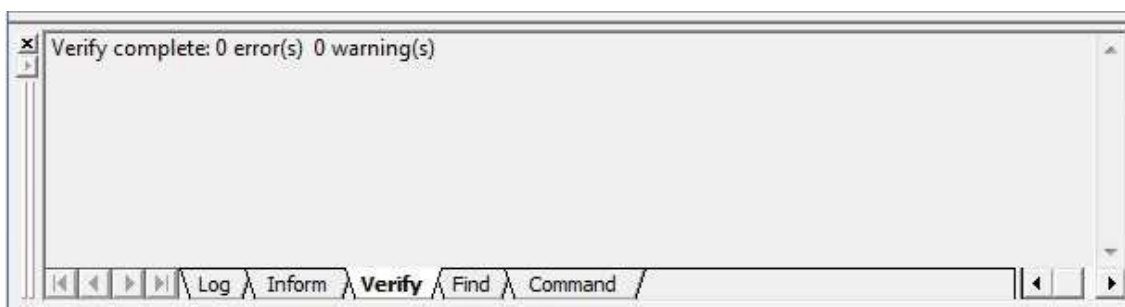 Verify complete: 0 error(s) 0 warning(s)
Log Inform Verify Find Command